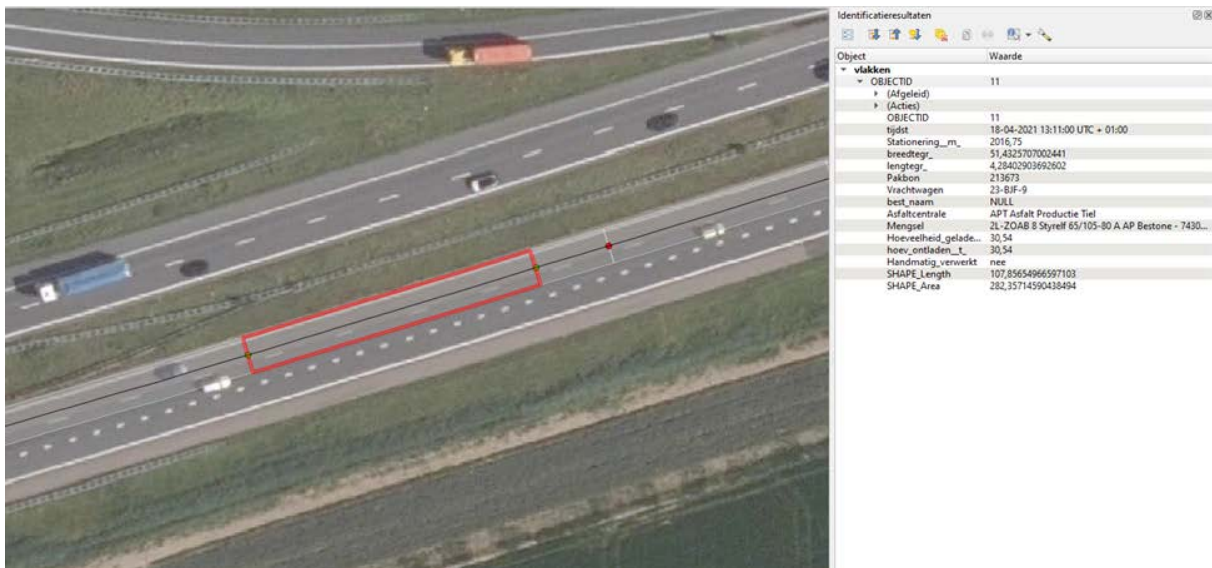 Identificatieresultaten
Object Waarde
vlakken
OBJECTID 11
(Afgeleid)
(Acties)
OBJECTID 11
tijdst 18-04-2021 13:11:00 UTC + 01:00
Stationering__m_ 2016,75
breedtegr_ 51,4325707002441
lengtegr_ 4,28402903692602
Pakbon 213673
Vrachtwagen 23-BJF-9
best_naam NULL
Asfaltcentrale APT Asfalt Productie Tiel
Mengsel 2L-ZOAB 8 Styrelf 65/105-80 A AP Bestone - 7430...
Hoeveelheid_gelade... 30,54
hoev_ontladen__t_ 30,54
Handmatig_verwerkt nee
SHAPE_Length 107,85654966597103
SHAPE_Area 282,35714590438494